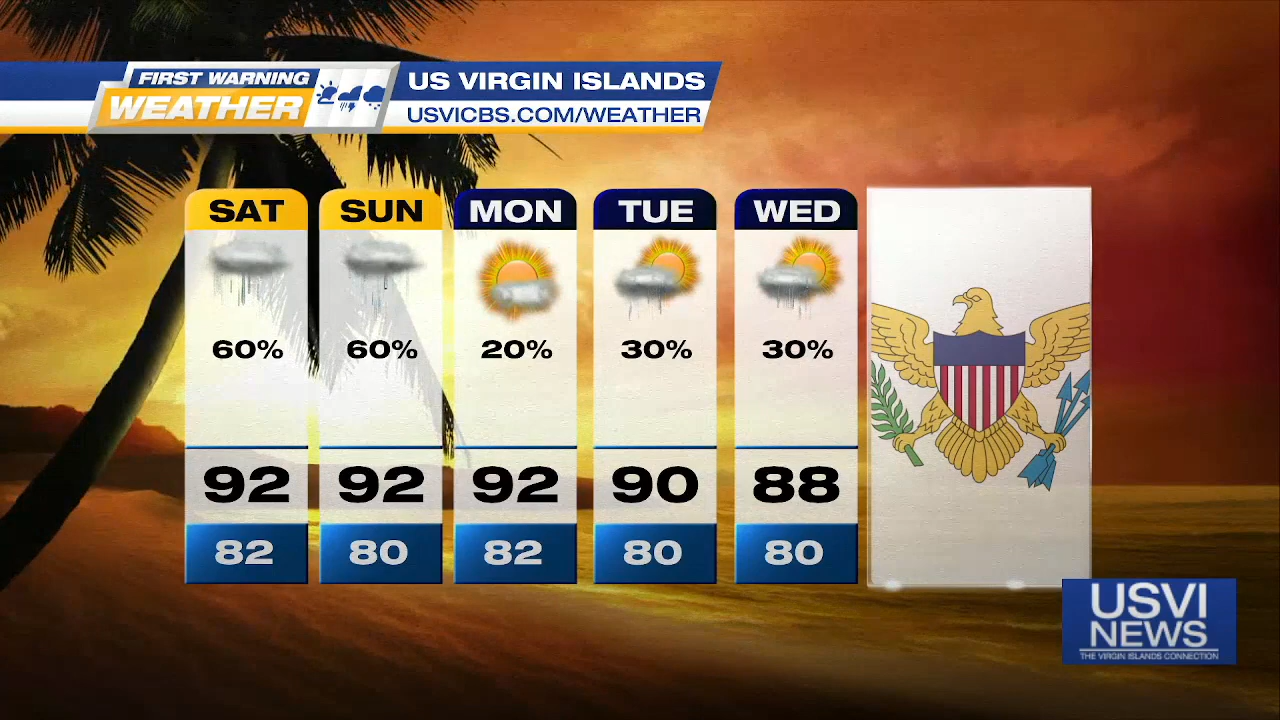 FIRST WARNING
WEATHER
US VIRGIN ISLANDS
USVICBS.COM/WEATHER
SAT SUN MON TUE WED
60% 60% 20% 30% 30%
92 92 92 90 88
82 80 82 80 80
USVI
NEWS
THE VIRGIN ISLANDS CONNECTION